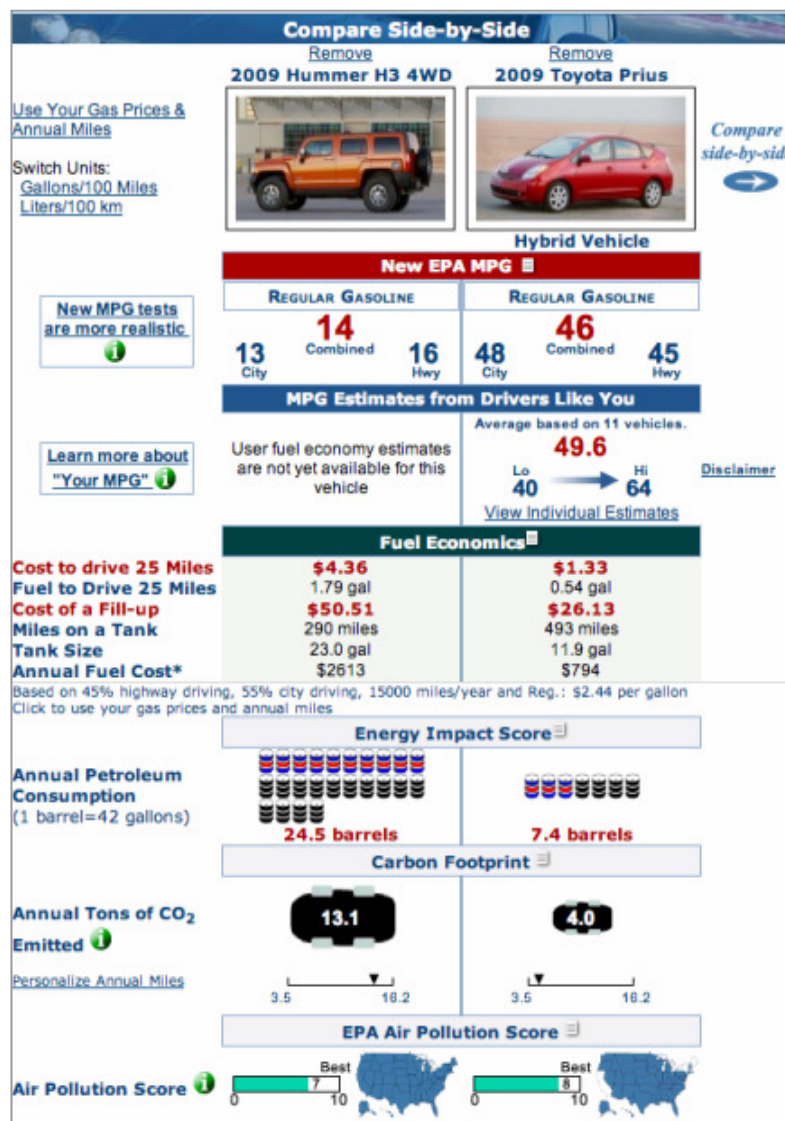 Compare Side-by-Side
Remove Remove
2009 Hummer H3 4WD 2009 Toyota Prius
Use Your Gas Prices &
Annual Miles
Switch Units:
Gallons/100 Miles
Liters/100 km
Compare
side-by-side
Hybrid Vehicle
New EPA MPG
REGULAR GASOLINE REGULAR GASOLINE
New MPG tests
are more realistic
14 46
Combined Combined
13 16 48 45
City Hwy City Hwy
MPG Estimates from Drivers Like You
Learn more about
"Your MPG"
User fuel economy estimates
are not yet available for this
vehicle
Average based on 11 vehicles.
49.6
Lo Hi
40 64
View Individual Estimates
Disclaimer
Fuel Economics
Cost to drive 25 Miles $4.36 $1.33
Fuel to Drive 25 Miles 1.79 gal 0.54 gal
Cost of a Fill-up $50.51 $26.13
Miles on a Tank 290 miles 493 miles
Tank Size 23.0 gal 11.9 gal
Annual Fuel Cost* $2613 $794
Based on 45% highway driving, 55% city driving, 15000 miles/year and Reg.: $2.44 per gallon
Click to use your gas prices and annual miles
Energy Impact Score
Annual Petroleum
Consumption
(1 barrel=42 gallons)
24.5 barrels 7.4 barrels
Carbon Footprint
Annual Tons of CO2
Emitted
13.1 4.0
Personalize Annual Miles
3.5 16.2 3.5 16.2
EPA Air Pollution Score
Air Pollution Score
Best Best
7 8
0 10 0 10